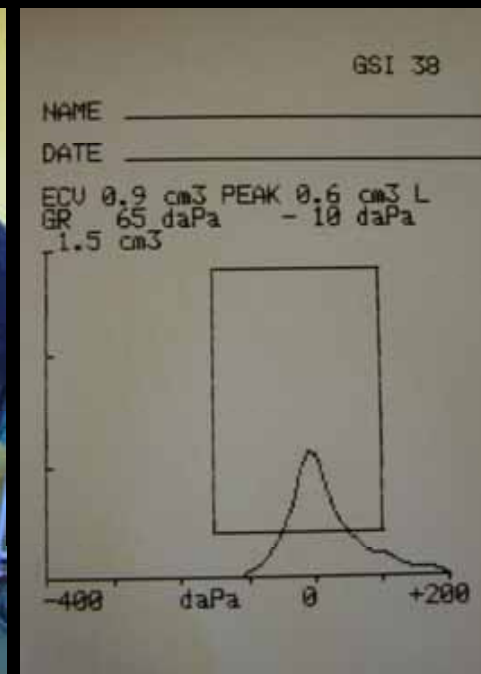 GSI 38
NAME
DATE
ECV 0.9 cm3 PEAK 0.6 cm3 L
GR 65 daPa - 10 daPa
1.5 cm3
-400 daPa 0 +200